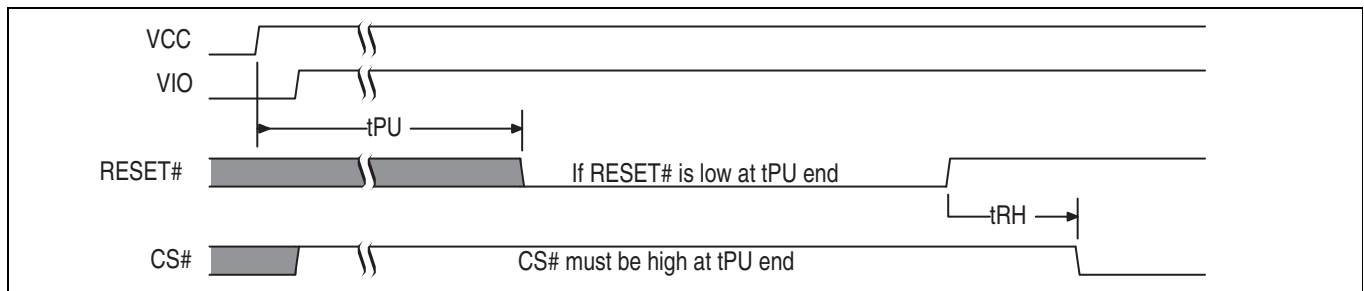 VCC
VIO
tPU
RESET#
If RESET# is low at tPU end
tRH
CS#
CS# must be high at tPU end